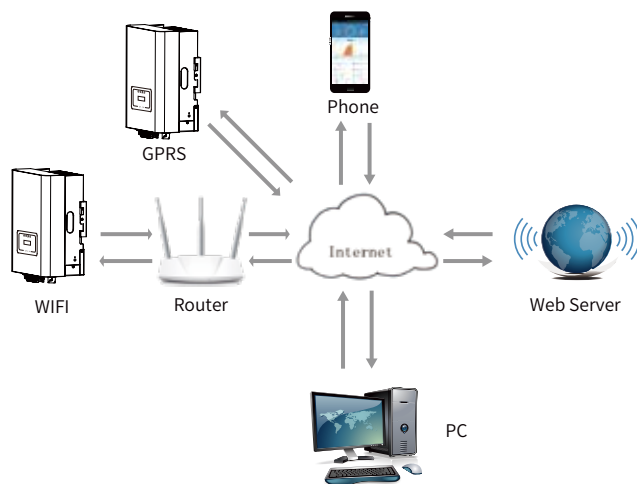 Phone
GPRS
Internet
WIFI
Router
Web Server
PC